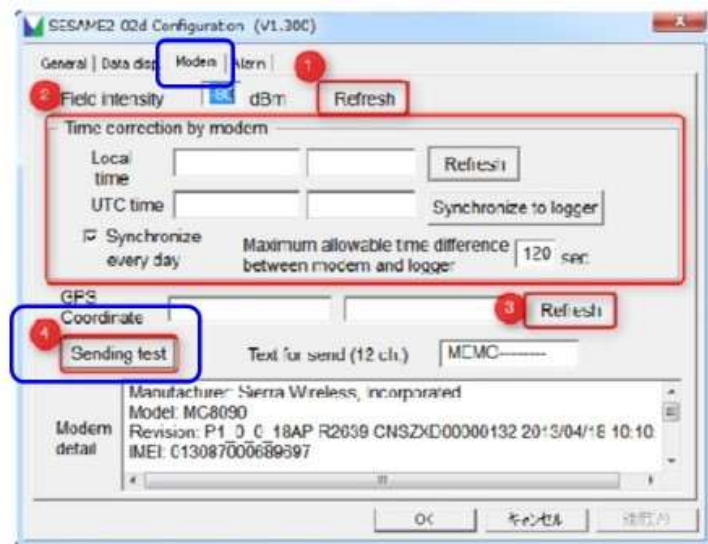 SESAME2 02d Configuration (V1.30C)
General Data disp Modem Alarm
1
2 Field intensity dBm Refresh
Time correction by modem
Local time Refresh
UTC time Synchronize to logger
Synchronize every day
Maximum allowable time difference between modem and logger 120 sec
GPS Coordinate 3 Refresh
4
Sending test Text for send (12 ch.) MEMC--------
Manufacturer: Sierra Wireless, Incorporated
Model: MC8090
Modem detail
Revision: P1_0_0_18AP R2039 CNSZXD00000132 2013/04/18 10:10:
IMEI: 013087000689697
OK キャンセル